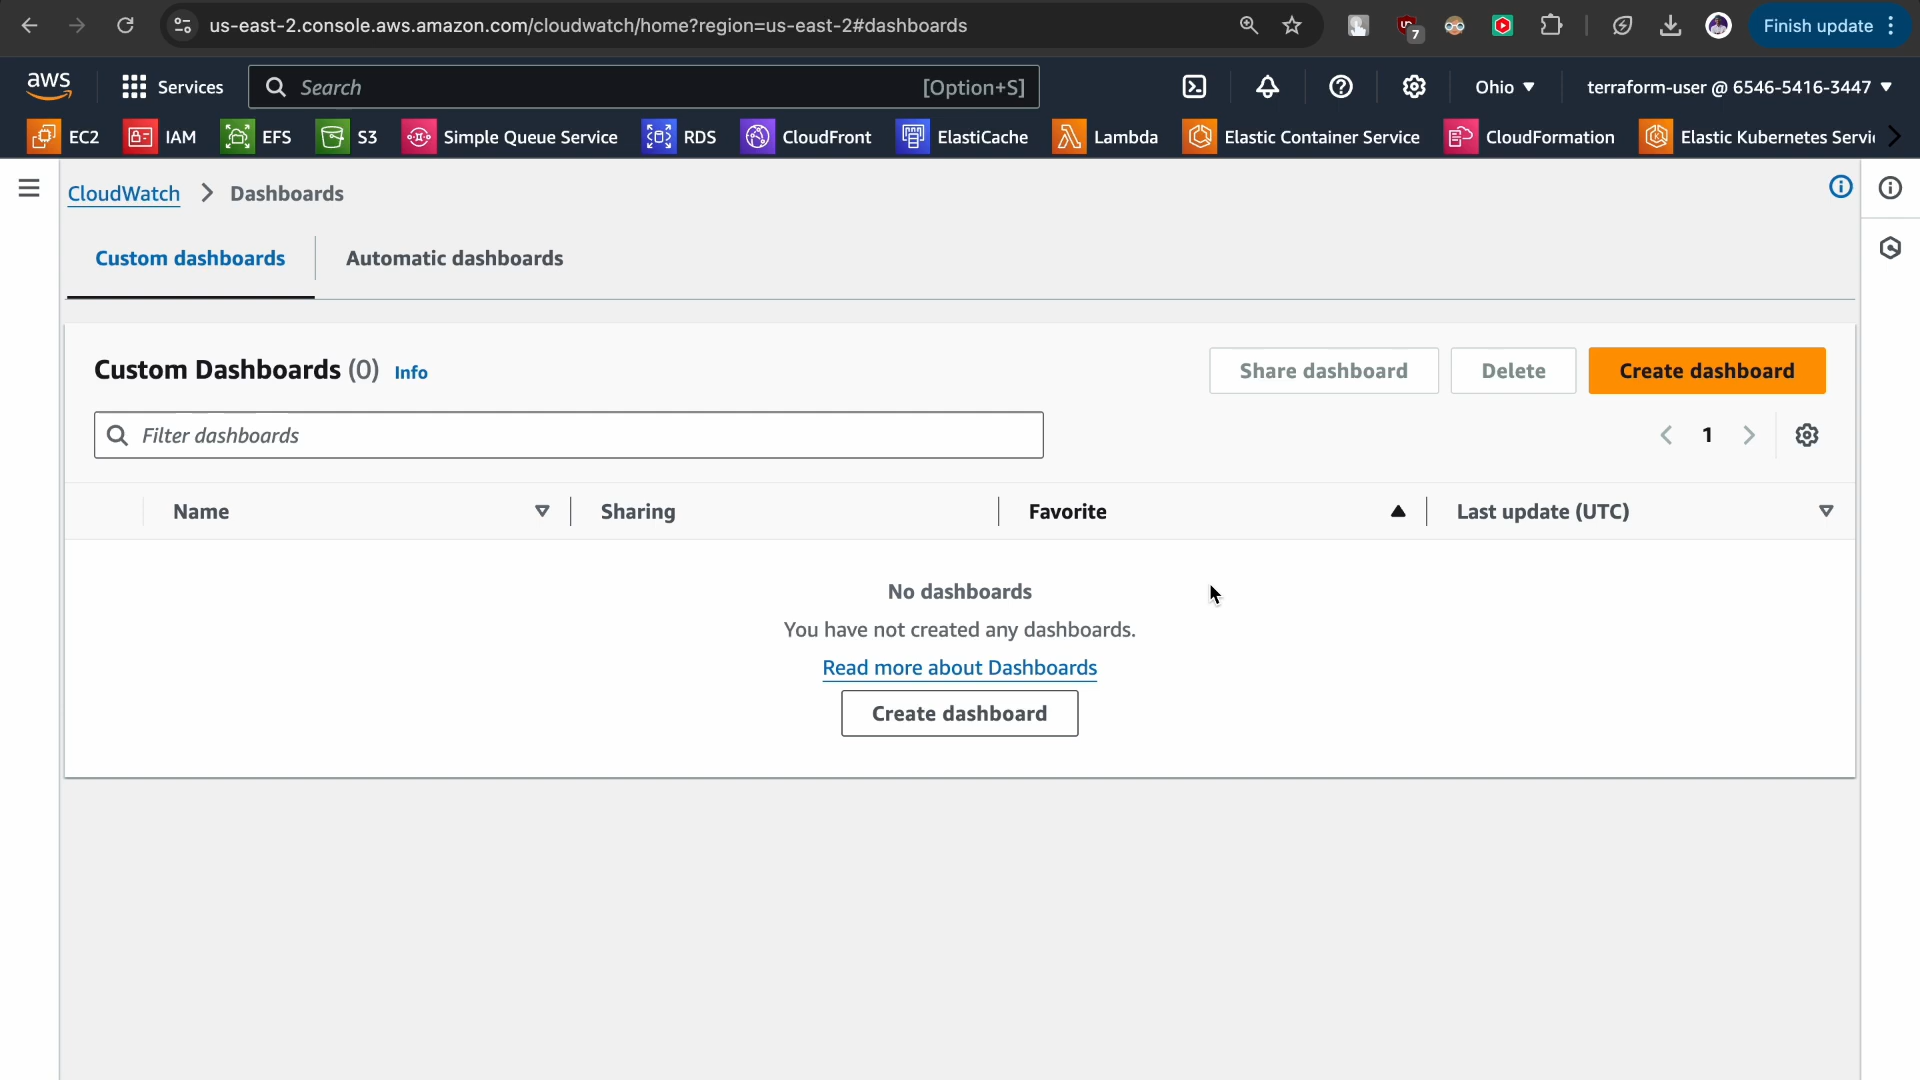 us-east-2.console.aws.amazon.com/cloudwatch/home?region=us-east-2#dashboards
7
Finish update
aws
Services
Search
[Option+S]
Ohio
terraform-user @ 6546-5416-3447
EC2
IAM
EFS
S3
Simple Queue Service
RDS
CloudFront
ElastiCache
Lambda
Elastic Container Service
CloudFormation
Elastic Kubernetes Servi
CloudWatch
Dashboards
Custom dashboards
Automatic dashboards
Custom Dashboards (0)
Info
Share dashboard
Delete
Create dashboard
Filter dashboards
1
Name
Sharing
Favorite
Last update (UTC)
No dashboards
You have not created any dashboards.
Read more about Dashboards
Create dashboard